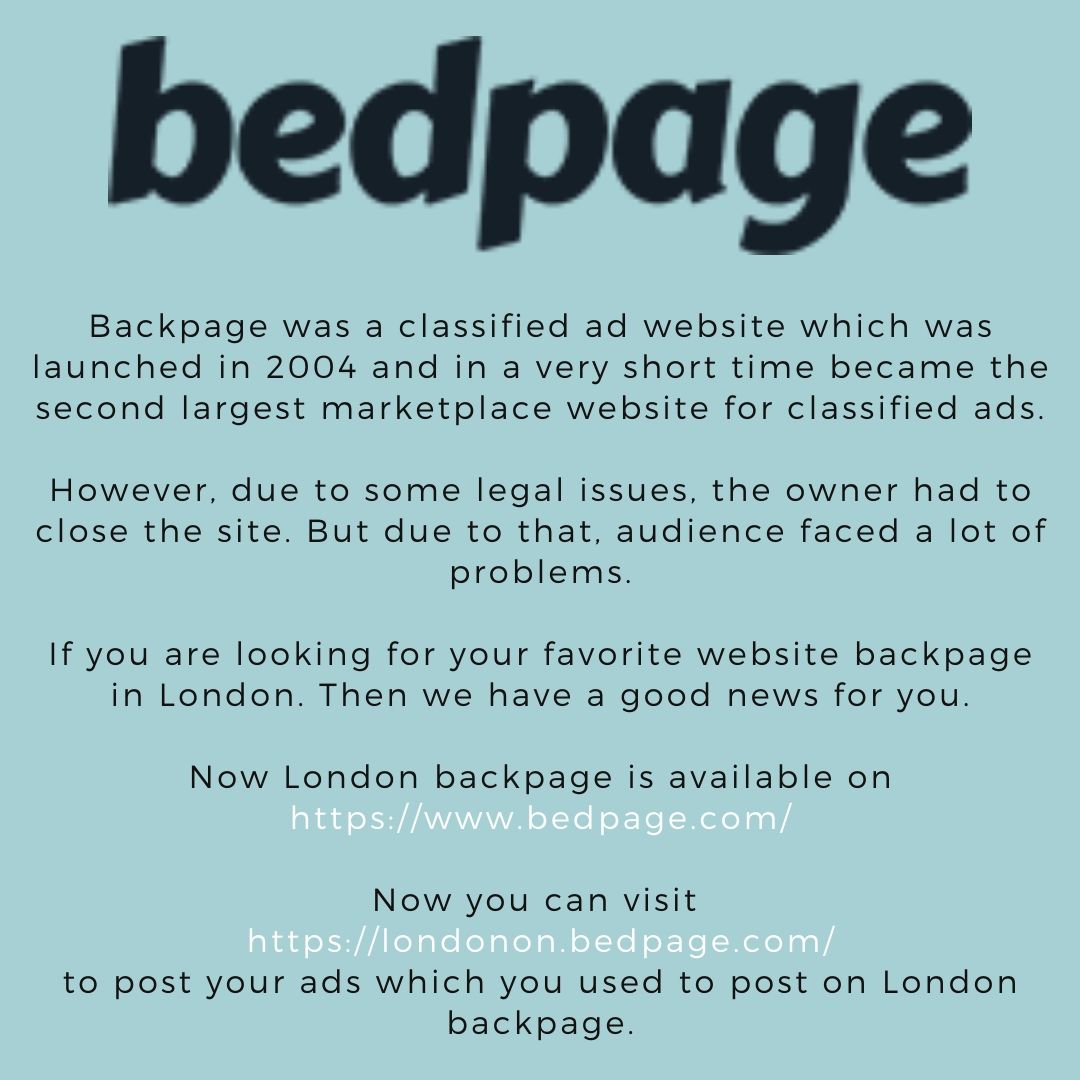 bedpage
Backpage was a classified ad website which was
launched in 2004 and in a very short time became the
second largest marketplace website for classified ads.
However, due to some legal issues, the owner had to
close the site. But due to that, audience faced a lot of
problems.
If you are looking for your favorite website backpage
in London. Then we have a good news for you.
Now London backpage is available on
https://www.bedpage.com/
Now you can visit
https://londonon.bedpage.com/
to post your ads which you used to post on London
backpage.